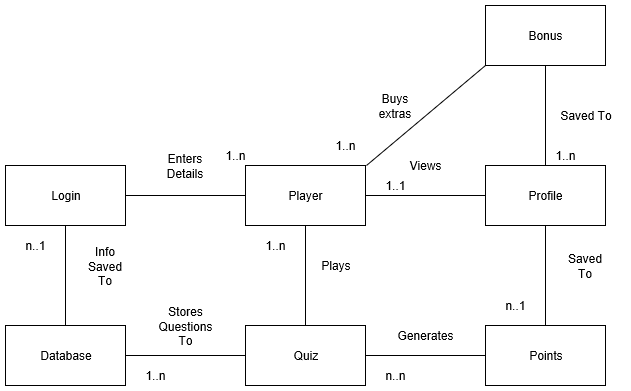 Bonus
Buys
extras
Saved To
1..n
1..n
Enters
Details
1..n
Views
1..1
Login
Player
Profile
n..1
Info
Saved
To
1..n
Plays
Saved
To
n..1
Stores
Questions
To
Generates
Database
Quiz
Points
1..n
n..n